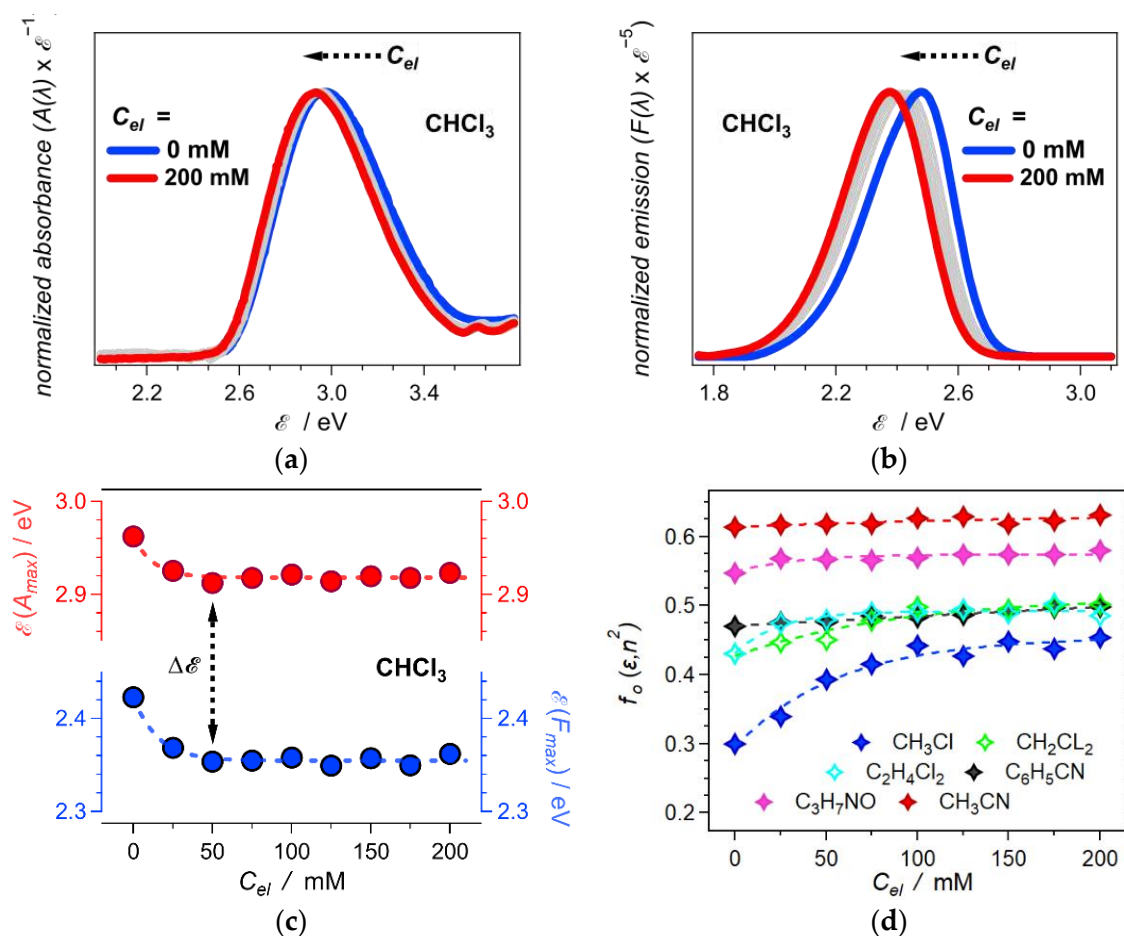 normalized absorbance (A(λ) x ℰ⁻¹)
C_el
C_el =
0 mM
200 mM
CHCl₃
2.2 2.6 3.0 3.4
ℰ / eV
(a)
normalized emission (F(λ) x ℰ⁻⁵)
C_el
CHCl₃
C_el =
0 mM
200 mM
1.8 2.2 2.6 3.0
ℰ / eV
(b)
ℰ(A_max) / eV
3.0
2.9
3.0
2.9
Δℰ
CHCl₃
2.4
2.3
2.4
2.3
ℰ(F_max) / eV
0 50 100 150 200
C_el / mM
(c)
f_o (ε,n²)
0.6
0.5
0.4
0.3
0.2
CH₃Cl CH₂CL₂
C₂H₄Cl₂ C₆H₅CN
C₃H₇NO CH₃CN
0 50 100 150 200
C_el / mM
(d)